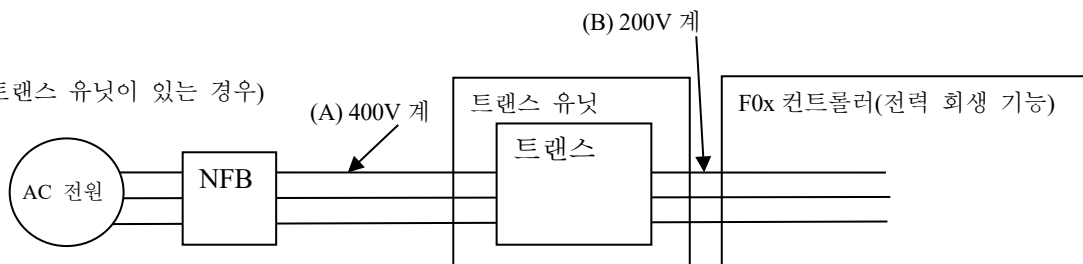 (B) 200V 계
트랜스 유닛이 있는 경우)
(A) 400V 계
트랜스 유닛
F0x 컨트롤러(전력 회생 기능)
트랜스
NFB
AC 전원